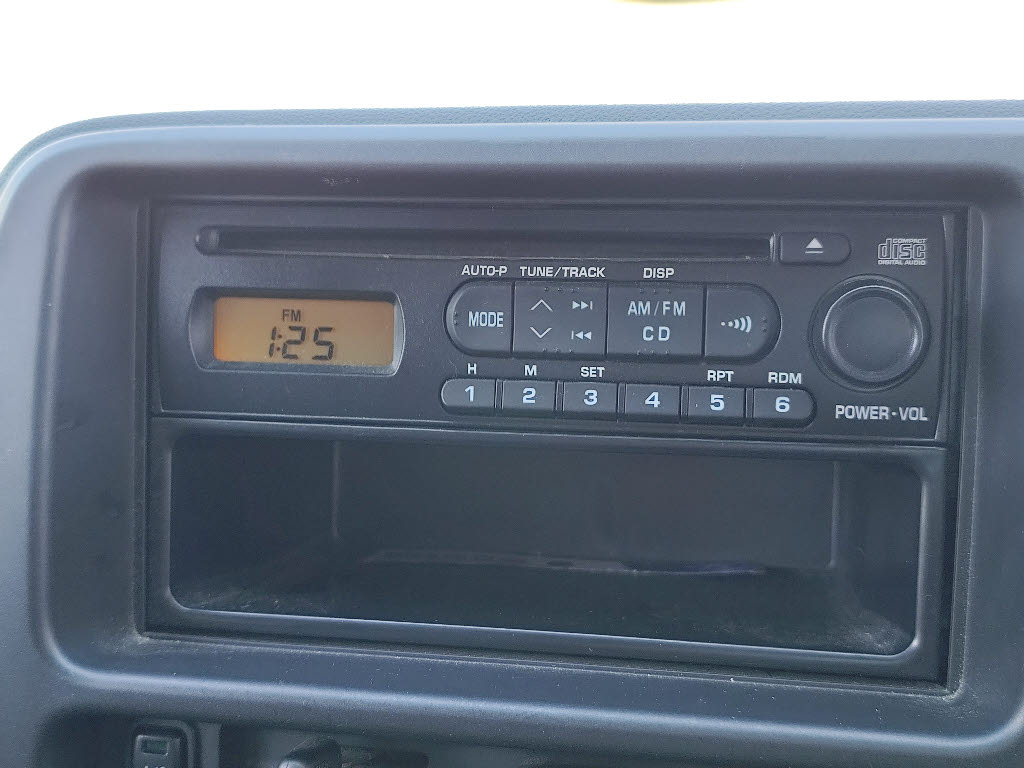 COMPACT
disc
DIGITAL AUDIO
AUTO-P TUNE/TRACK DISP
FM
1:25
MODE
AM/FM
CD
H M SET RPT RDM
1 2 3 4 5 6
POWER-VOL